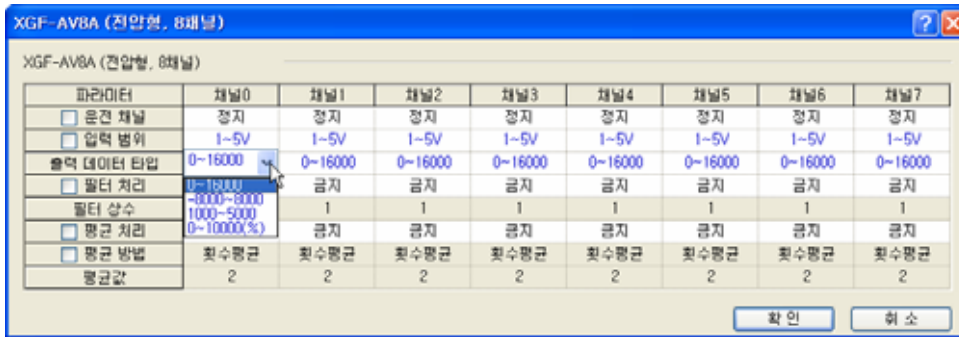 XGF-AV8A (전압형, 8채널)
XGF-AV8A (전압형, 8채널)
파라미터 채널0 채널1 채널2 채널3 채널4 채널5 채널6 채널7
운전 채널 정지 정지 정지 정지 정지 정지 정지 정지
입력 범위 1~5V 1~5V 1~5V 1~5V 1~5V 1~5V 1~5V 1~5V
출력 데이터 타입 0~16000 0~16000 0~16000 0~16000 0~16000 0~16000 0~16000 0~16000
필터 처리 0~16000 금지 금지 금지 금지 금지 금지 금지
-8000~8000
필터 상수 1000~5000 1 1 1 1 1 1 1
평균 처리 0~10000(%) 금지 금지 금지 금지 금지 금지 금지
평균 방법 횟수평균 횟수평균 횟수평균 횟수평균 횟수평균 횟수평균 횟수평균 횟수평균
평균값 2 2 2 2 2 2 2 2
확인 취소